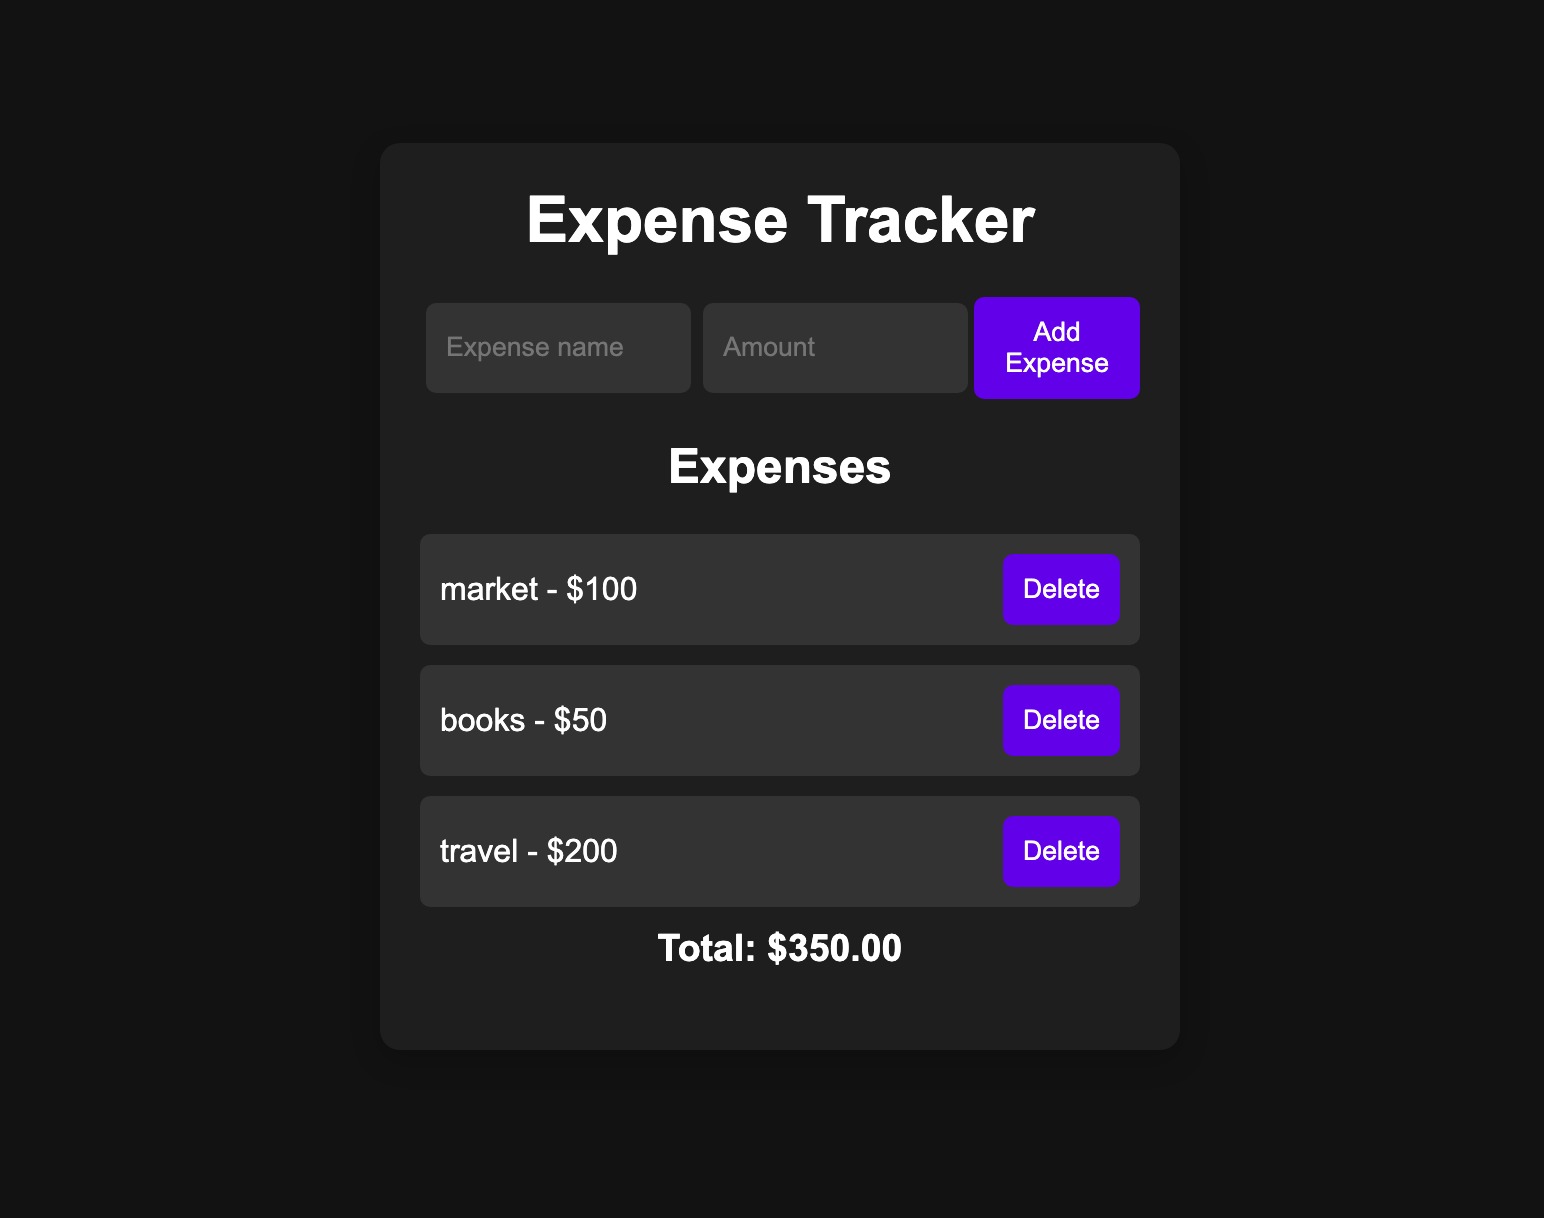 Expense Tracker
Expense name
Amount
Add
Expense
Expenses
market - $100
Delete
books - $50
Delete
travel - $200
Delete
Total: $350.00